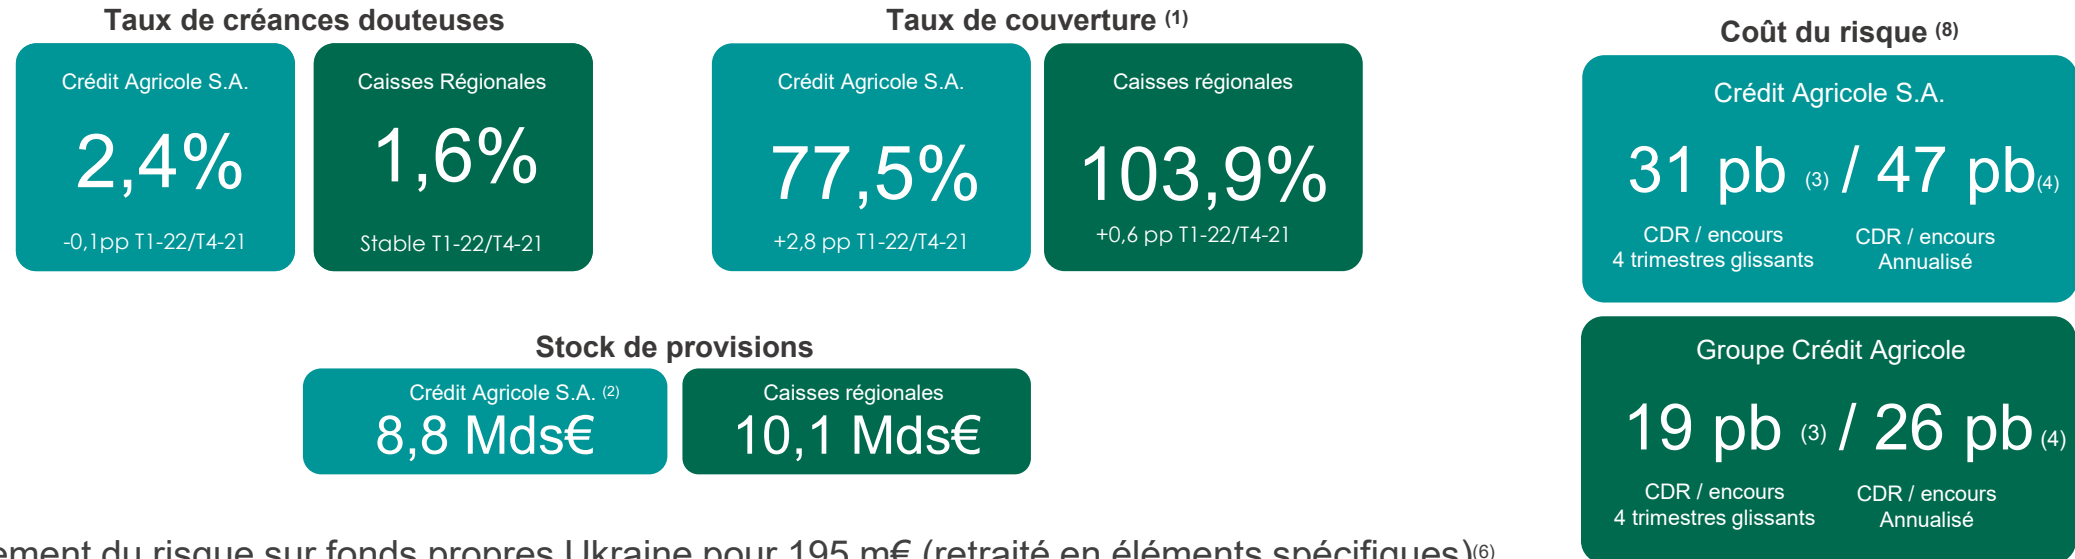 Taux de créances douteuses
Crédit Agricole S.A.
2,4%
-0,1pp T1-22/T4-21
Caisses Régionales
1,6%
Stable T1-22/T4-21
Taux de couverture (1)
Crédit Agricole S.A.
77,5%
+2,8 pp T1-22/T4-21
Caisses régionales
103,9%
+0,6 pp T1-22/T4-21
Stock de provisions
Crédit Agricole S.A. (2)
8,8 Mds€
Caisses régionales
10,1 Mds€
Coût du risque (8)
Crédit Agricole S.A.
31 pb (3) / 47 pb(4)
CDR / encours
4 trimestres glissants
CDR / encours
Annualisé
Groupe Crédit Agricole
19 pb (3) / 26 pb (4)
CDR / encours
4 trimestres glissants
CDR / encours
Annualisé
du risque sur fonds propres Ukraine pour 195 m€ (retraité en éléments spécifiques)(6)